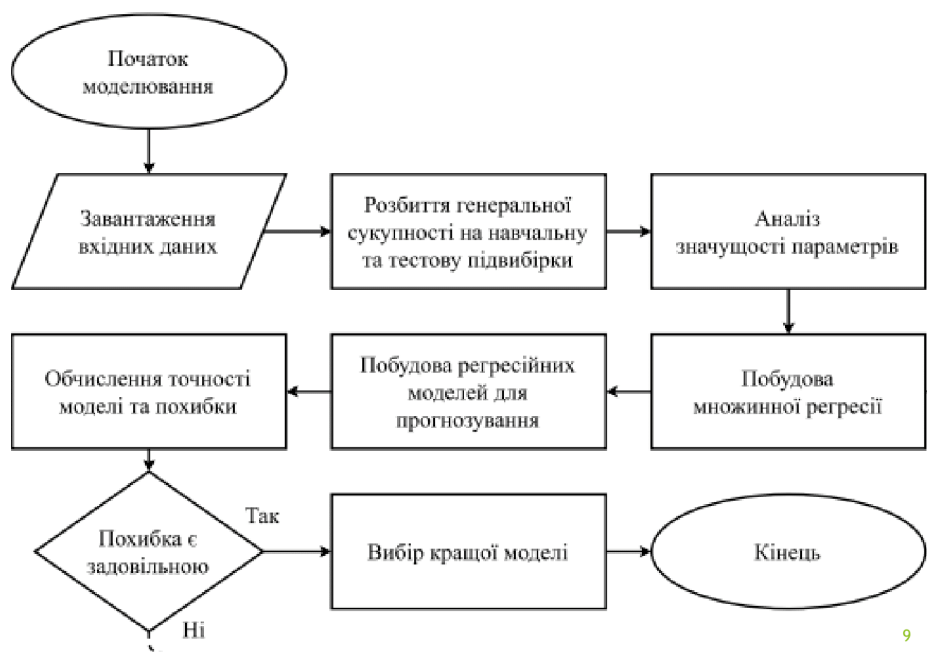 Початок
моделювання
Завантаження
вхідних даних
Розбиття генеральної
сукупності на навчальну
та тестову підвибірки
Аналіз
значущості параметрів
Побудова
множинної регресії
Побудова регресійних
моделей для
прогнозування
Обчислення точності
моделі та похибки
Похибка є
задовільною
Так
Вибір кращої моделі
Кінець
Ні
9